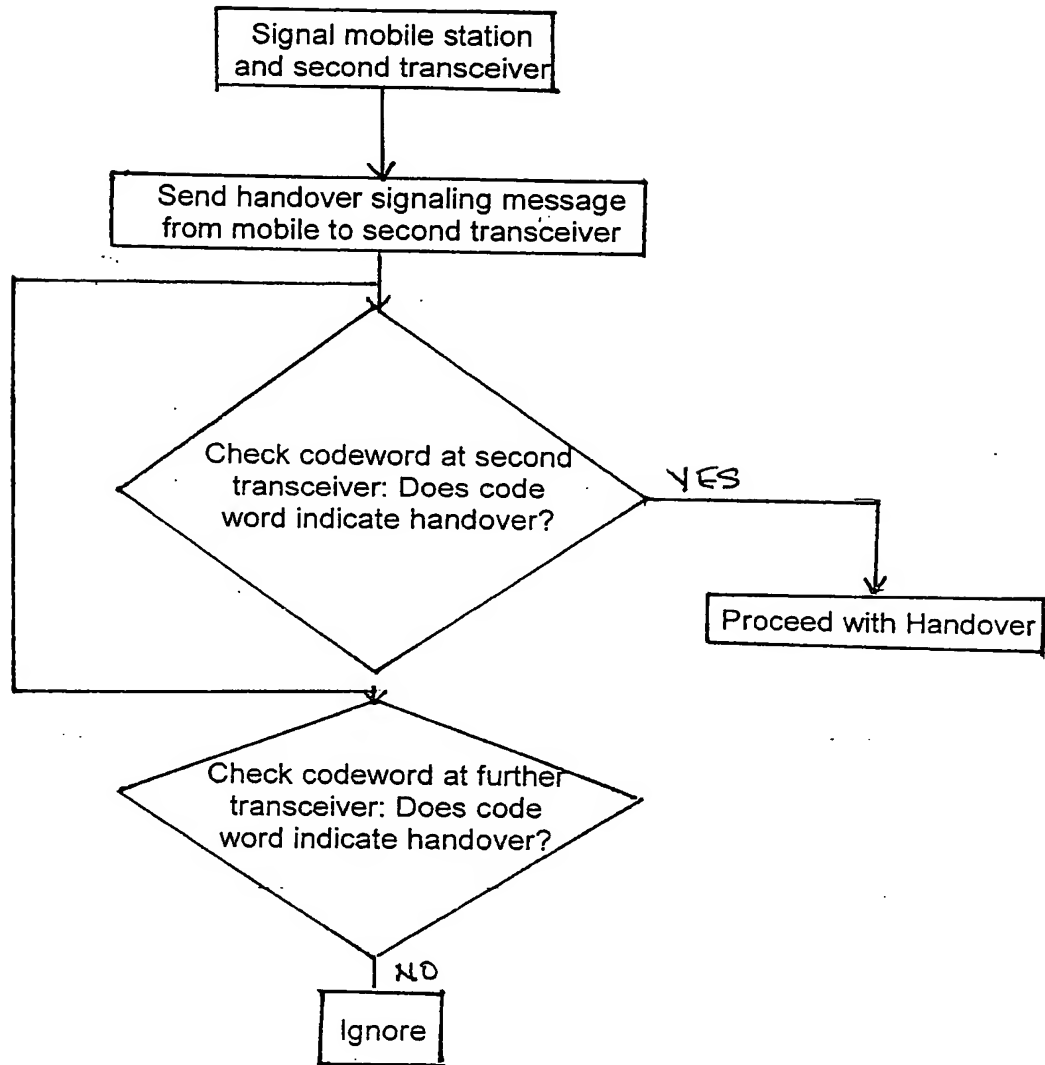 Signal mobile station
and second transceiver
Send handover signaling message
from mobile to second transceiver
Check codeword at second
transceiver: Does code
word indicate handover?
YES
Proceed with Handover
Check codeword at further
transceiver: Does code
word indicate handover?
NO
Ignore